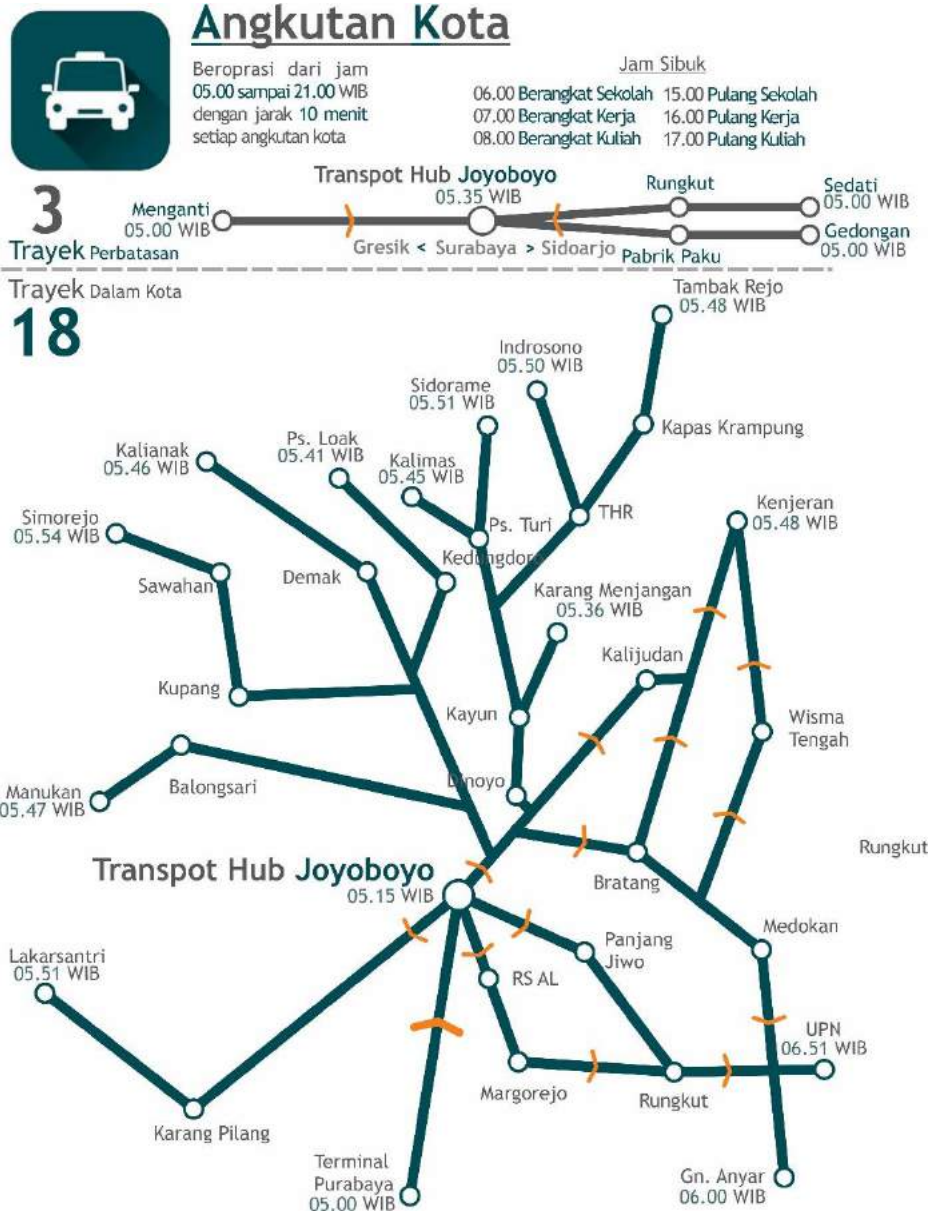 Angkutan Kota
Beroprasi dari jam
05.00 sampai 21.00 WIB
dengan jarak 10 menit
setiap angkutan kota
Jam Sibuk
06.00 Berangkat Sekolah 15.00 Pulang Sekolah
07.00 Berangkat Kerja 16.00 Pulang Kerja
08.00 Berangkat Kuliah 17.00 Pulang Kuliah
3
Trayek Perbatasan
Menganti
05.00 WIB
Transpot Hub Joyoboyo
05.35 WIB
Gresik < Surabaya > Sidoarjo
Rungkut
Sedati
05.00 WIB
Pabrik Paku
Gedongan
05.00 WIB
Trayek Dalam Kota
18
Tambak Rejo
05.48 WIB
Indrosono
05.50 WIB
Sidorame
05.51 WIB
Kapas Krampung
Ps. Loak
05.41 WIB
Kalianak
05.46 WIB
Kalimas
05.45 WIB
Kenjeran
05.48 WIB
Simorejo
05.54 WIB
THR
Ps. Turi
Kedungdoro
Sawahan
Demak
Karang Menjangan
05.36 WIB
Kalijudan
Kupang
Kayun
Wisma
Tengah
Balongsari
Dinoyo
Manukan
05.47 WIB
Rungkut
Transpot Hub Joyoboyo
05.15 WIB
Bratang
Medokan
Panjang
Jiwo
Lakarsantri
05.51 WIB
RS AL
UPN
06.51 WIB
Margorejo
Rungkut
Karang Pilang
Terminal
Purabaya
05.00 WIB
Gn. Anyar
06.00 WIB